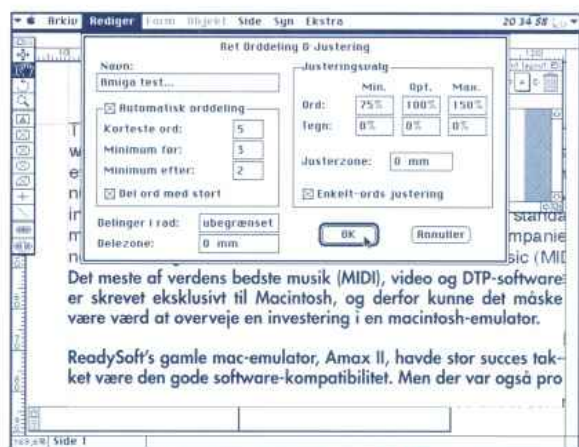 Arkiv Rediger Form Objekt Side Syn Ekstra 20 34 58
Ret Orddeling & Justering
Navn:
Amiga test...
Automatisk orddeling
Korteste ord: 5
Minimum før: 3
Minimum efter: 2
Del ord med stort
Delinger i rad: ubegrænset
Delezone: 0 mm
Justeringsvalg
Min. Opt. Max.
Ord: 75% 100% 150%
Tegn: 0% 0% 0%
Justerzone: 0 mm
Enkelt-ords justering
OK Annuller
standa
mpanie
sic (MI
Det meste af verdens bedste musik (MIDI), video og DTP-software
er skrevet eksklusivt til Macintosh, og derfor kunne det måske
være værd at overveje en investering i en macintosh-emulator.
ReadySoft's gamle mac-emulator, Amax II, havde stor succes tak-
ket være den gode software-kompatibilitet. Men der var også pro
Side 1